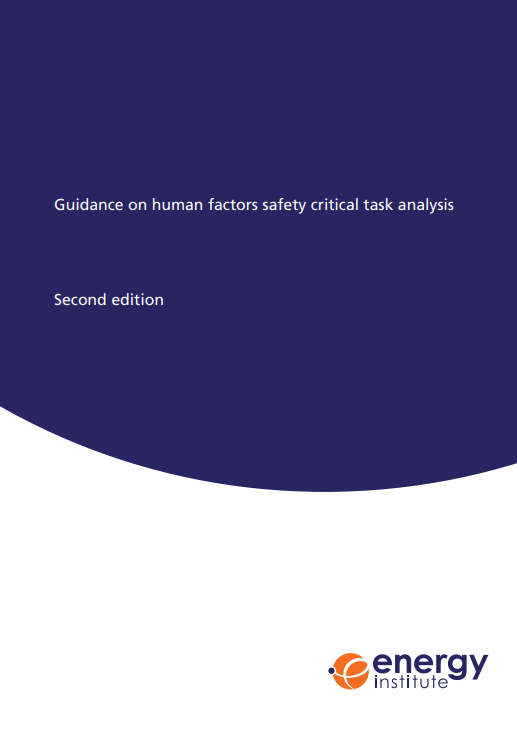 Guidance on human factors safety critical task analysis
Second edition
energy
institute